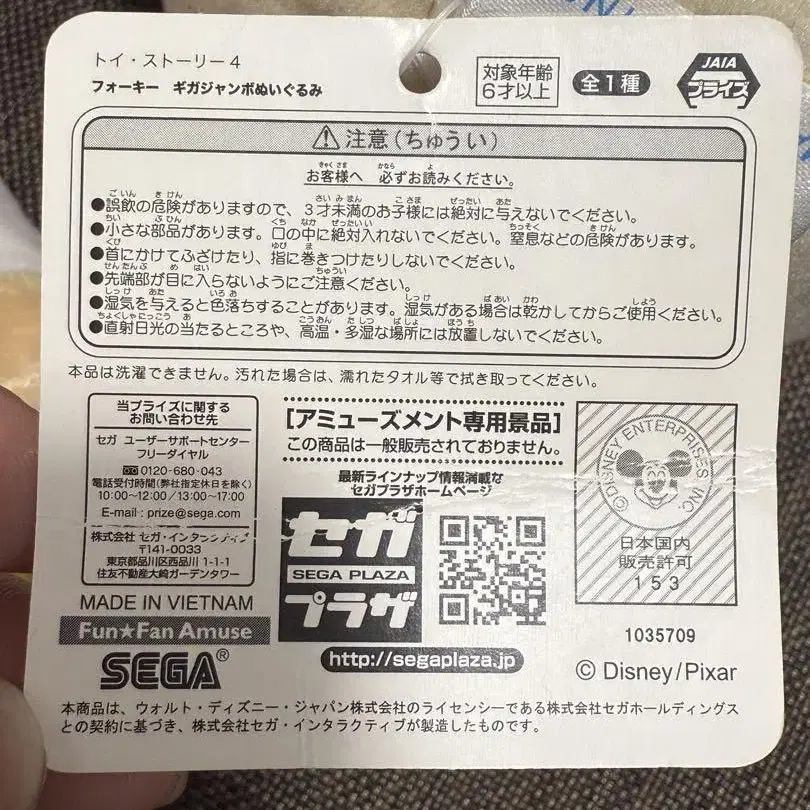 トイ・ストーリー4
フォーキー　ギガジャンボぬいぐるみ
対象年齢
6才以上
全1種
JAIA
プライズ
⚠注意(ちゅうい)
お客様へ　必ずお読みください。
●誤飲の危険がありますので、3才未満のお子様には絶対に与えないでください。
●小さな部品があります。口の中に絶対入れないでください。窒息などの危険があります。
●首にかけてふざけたり、指に巻きつけたりしないでください。
●先端部が目に入らないようにご注意ください。
●湿気を与えると色落ちすることがあります。湿気がある場合は乾かしてからご使用ください。
●直射日光の当たるところや、高温・多湿な場所には放置しないでください。
本品は洗濯できません。汚れた場合は、濡れたタオル等で拭き取ってください。
当プライズに関する
お問い合わせ先
セガ ユーザーサポートセンター
フリーダイヤル
0120-680-043
電話受付時間(弊社指定休日を除く)
10:00〜12:00/13:00〜17:00
E-mail : prize@sega.com
株式会社 セガ・インタラクティブ
〒141-0033
東京都品川区西品川 1-1-1
住友不動産大崎ガーデンタワー
MADE IN VIETNAM
Fun★Fan Amuse
SEGA®
[アミューズメント専用景品]
この商品は一般販売されておりません。
最新ラインナップ情報満載な
セガプラザホームページ
セガ
SEGA PLAZA
プラザ
http://segaplaza.jp
©DISNEY ENTERPRISES INC.
日本国内
販売許可
153
1035709
© Disney/Pixar
本商品は、ウォルト・ディズニー・ジャパン株式会社のライセンシーである株式会社セガホールディングス
との契約に基づき、株式会社セガ・インタラクティブが製造したものです。